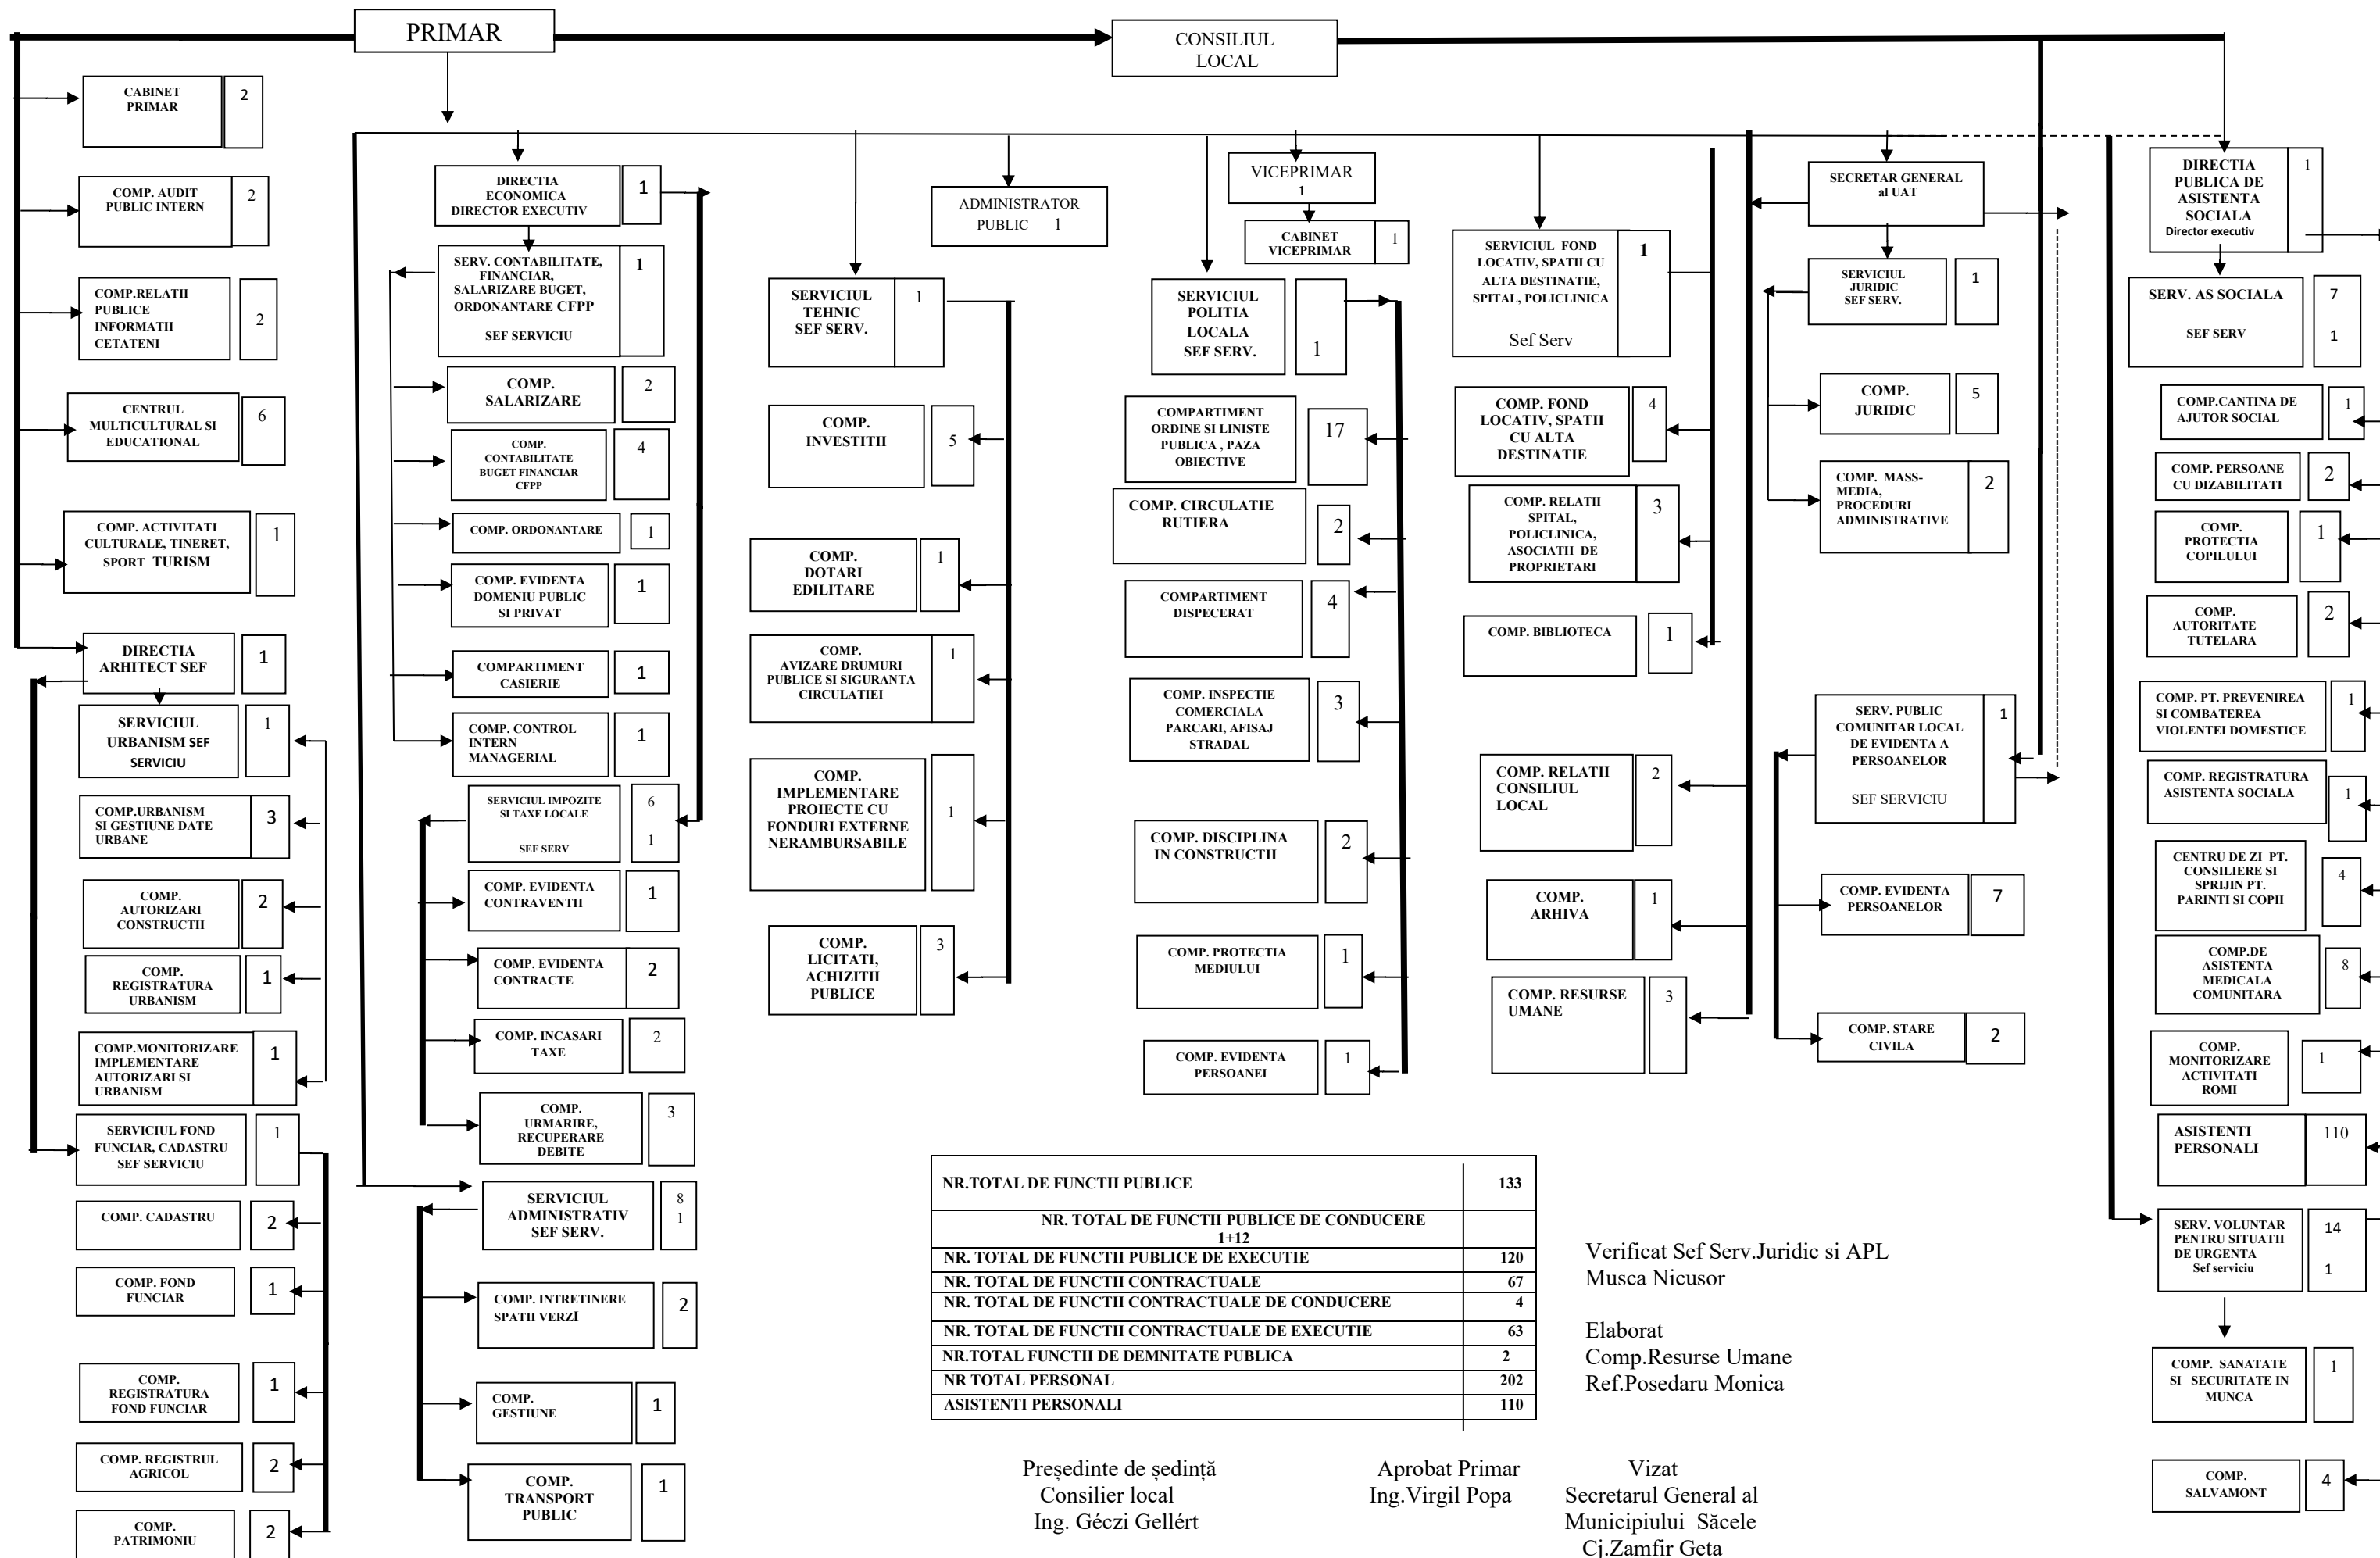 PRIMAR
CONSILIUL
LOCAL
CABINET
PRIMAR
2
COMP. AUDIT
PUBLIC INTERN
2
COMP.RELATII
PUBLICE
INFORMATII
CETATENI
2
CENTRUL
MULTICULTURAL SI
EDUCATIONAL
6
COMP. ACTIVITATI
CULTURALE, TINERET,
SPORT TURISM
1
DIRECTIA
ARHITECT SEF
1
SERVICIUL
URBANISM SEF
SERVICIU
1
COMP.URBANISM
SI GESTIUNE DATE
URBANE
3
COMP.
AUTORIZARI
CONSTRUCTII
2
COMP.
REGISTRATURA
URBANISM
1
COMP.MONITORIZARE
IMPLEMENTARE
AUTORIZARI SI
URBANISM
1
SERVICIUL FOND
FUNCIAR, CADASTRU
SEF SERVICIU
1
COMP. CADASTRU
2
COMP. FOND
FUNCIAR
1
COMP.
REGISTRATURA
FOND FUNCIAR
1
COMP. REGISTRUL
AGRICOL
2
COMP.
PATRIMONIU
2
DIRECTIA
ECONOMICA
DIRECTOR EXECUTIV
1
SERV. CONTABILITATE,
FINANCIAR,
SALARIZARE BUGET,
ORDONANTARE CFPP
SEF SERVICIU
1
COMP.
SALARIZARE
2
COMP.
CONTABILITATE
BUGET FINANCIAR
CFPP
4
COMP. ORDONANTARE
1
COMP. EVIDENTA
DOMENIU PUBLIC
SI PRIVAT
1
COMPARTIMENT
CASIERIE
1
COMP. CONTROL
INTERN
MANAGERIAL
1
SERVICIUL IMPOZITE
SI TAXE LOCALE
SEF SERV
6
1
COMP. EVIDENTA
CONTRAVENTII
1
COMP. EVIDENTA
CONTRACTE
2
COMP. INCASARI
TAXE
2
COMP.
URMARIRE,
RECUPERARE
DEBITE
3
SERVICIUL
ADMINISTRATIV
SEF SERV.
8
1
COMP. INTRETINERE
SPATII VERZI
2
COMP.
GESTIUNE
1
COMP.
TRANSPORT
PUBLIC
1
SERVICIUL
TEHNIC
SEF SERV.
1
COMP.
INVESTITII
5
COMP.
DOTARI
EDILITARE
1
COMP.
AVIZARE DRUMURI
PUBLICE SI SIGURANTA
CIRCULATIEI
1
COMP.
IMPLEMENTARE
PROIECTE CU
FONDURI EXTERNE
NERAMBURSABILE
1
COMP.
LICITATI,
ACHIZITII
PUBLICE
3
ADMINISTRATOR
PUBLIC 1
VICEPRIMAR
1
CABINET
VICEPRIMAR
1
SERVICIUL
POLITIA
LOCALA
SEF SERV.
1
COMPARTIMENT
ORDINE SI LINISTE
PUBLICA , PAZA
OBIECTIVE
17
COMP. CIRCULATIE
RUTIERA
2
COMPARTIMENT
DISPECERAT
4
COMP. INSPECTIE
COMERCIALA
PARCARI, AFISAJ
STRADAL
3
COMP. DISCIPLINA
IN CONSTRUCTII
2
COMP. PROTECTIA
MEDIULUI
1
COMP. EVIDENTA
PERSOANEI
1
SERVICIUL FOND
LOCATIV, SPATII CU
ALTA DESTINATIE,
SPITAL, POLICLINICA
Sef Serv
1
COMP. FOND
LOCATIV, SPATII
CU ALTA
DESTINATIE
4
COMP. RELATII
SPITAL,
POLICLINICA,
ASOCIATII DE
PROPRIETARI
3
COMP. BIBLIOTECA
1
COMP. RELATII
CONSILIUL
LOCAL
2
COMP.
ARHIVA
1
COMP. RESURSE
UMANE
3
SECRETAR GENERAL
al UAT
SERVICIUL
JURIDIC
SEF SERV.
1
COMP.
JURIDIC
5
COMP. MASS-
MEDIA,
PROCEDURI
ADMINISTRATIVE
2
SERV. PUBLIC
COMUNITAR LOCAL
DE EVIDENTA A
PERSOANELOR
SEF SERVICIU
1
COMP. EVIDENTA
PERSOANELOR
7
COMP. STARE
CIVILA
2
DIRECTIA
PUBLICA DE
ASISTENTA
SOCIALA
Director executiv
1
SERV. AS SOCIALA
SEF SERV
7
1
COMP.CANTINA DE
AJUTOR SOCIAL
1
COMP. PERSOANE
CU DIZABILITATI
2
COMP.
PROTECTIA
COPILULUI
1
COMP.
AUTORITATE
TUTELARA
2
COMP. PT. PREVENIREA
SI COMBATEREA
VIOLENTEI DOMESTICE
1
COMP. REGISTRATURA
ASISTENTA SOCIALA
1
CENTRU DE ZI PT.
CONSILIERE SI
SPRIJIN PT.
PARINTI SI COPII
4
COMP.DE
ASISTENTA
MEDICALA
COMUNITARA
8
COMP.
MONITORIZARE
ACTIVITATI
ROMI
1
ASISTENTI
PERSONALI
110
SERV. VOLUNTAR
PENTRU SITUATII
DE URGENTA
Sef serviciu
14
1
COMP. SANATATE
SI SECURITATE IN
MUNCA
1
COMP.
SALVAMONT
4
NR.TOTAL DE FUNCTII PUBLICE 133
NR. TOTAL DE FUNCTII PUBLICE DE CONDUCERE
1+12
NR. TOTAL DE FUNCTII PUBLICE DE EXECUTIE 120
NR. TOTAL DE FUNCTII CONTRACTUALE 67
NR. TOTAL DE FUNCTII CONTRACTUALE DE CONDUCERE 4
NR. TOTAL DE FUNCTII CONTRACTUALE DE EXECUTIE 63
NR.TOTAL FUNCTII DE DEMNITATE PUBLICA 2
NR TOTAL PERSONAL 202
ASISTENTI PERSONALI 110
Verificat Sef Serv.Juridic si APL
Musca Nicusor
Elaborat
Comp.Resurse Umane
Ref.Posedaru Monica
Președinte de ședință
Consilier local
Ing. Géczi Gellért
Aprobat Primar
Ing.Virgil Popa
Vizat
Secretarul General al
Municipiului Săcele
Cj.Zamfir Geta